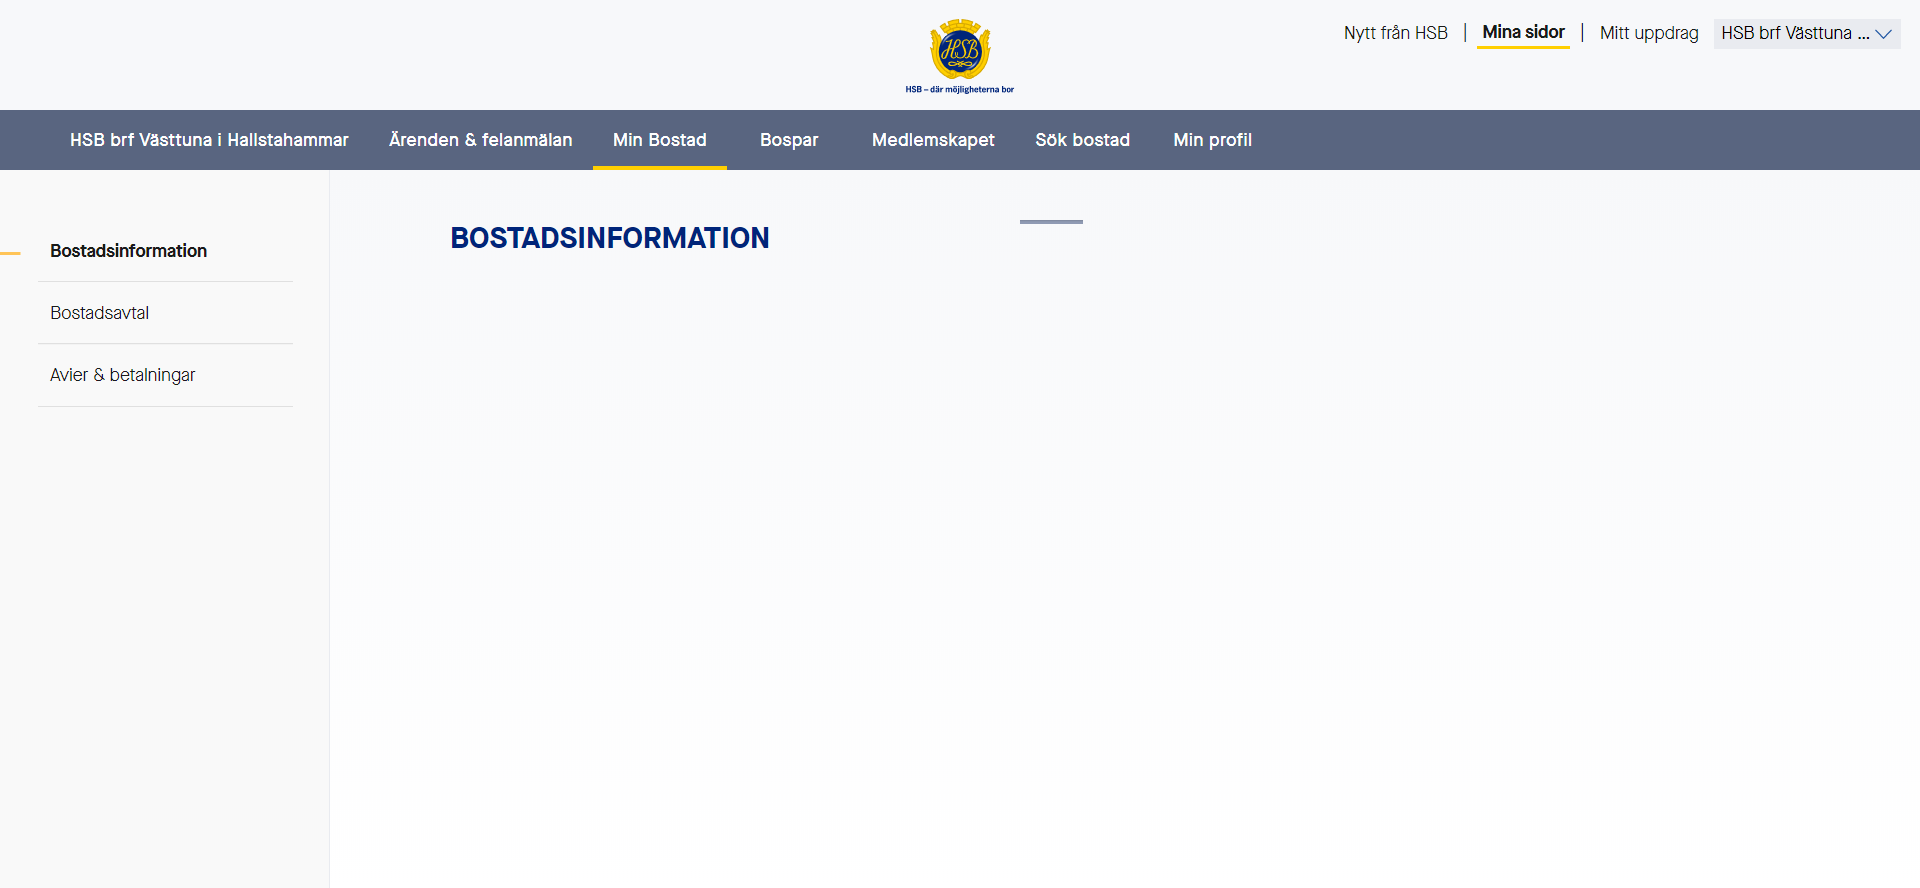 Nytt från HSB | Mina sidor | Mitt uppdrag HSB brf Västtuna ...
HSB
HSB – där möjligheterna bor
HSB brf Västtuna i Hallstahammar Ärenden & felanmälan Min Bostad Bospar Medlemskapet Sök bostad Min profil
Bostadsinformation
Bostadsavtal
Avier & betalningar
BOSTADSINFORMATION